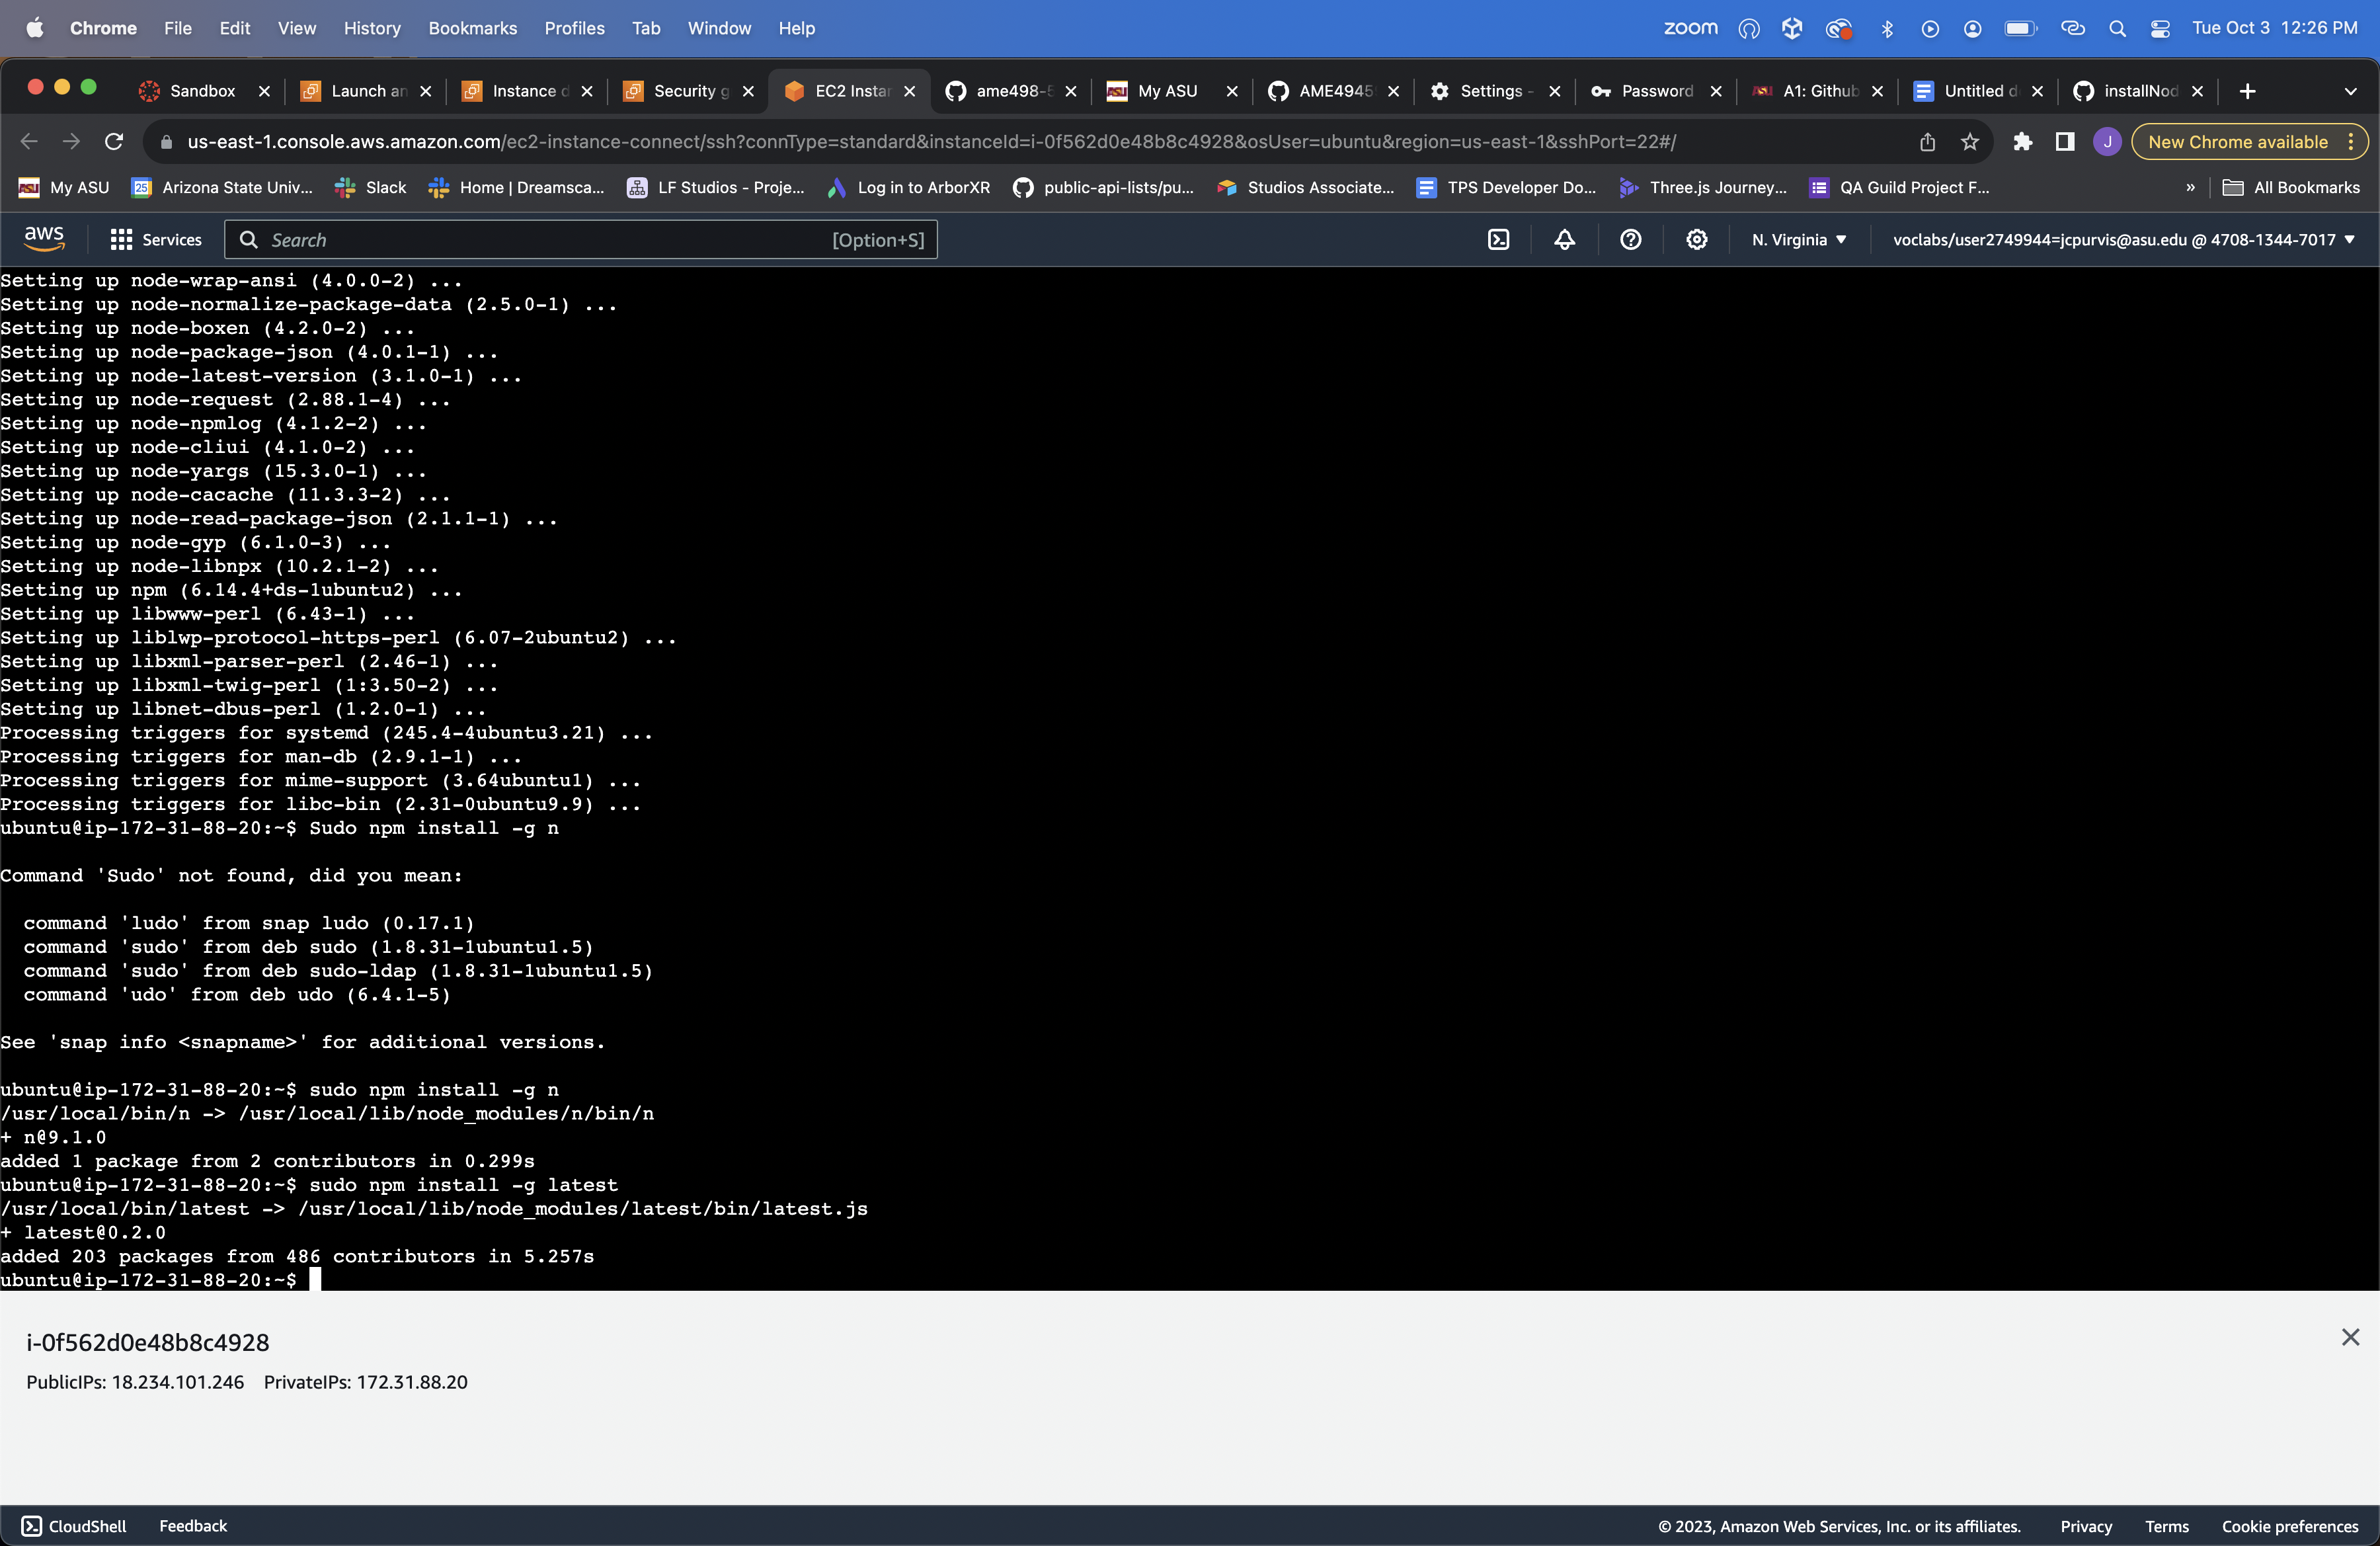 Chrome File Edit View History Bookmarks Profiles Tab Window Help zoom Tue Oct 3 12:26 PM
Sandbox Launch an Instance d Security g EC2 Instan ame498-5 My ASU AME4945 Settings - Password A1: Github Untitled d installNod
us-east-1.console.aws.amazon.com/ec2-instance-connect/ssh?connType=standard&instanceId=i-0f562d0e48b8c4928&osUser=ubuntu&region=us-east-1&sshPort=22#/ J New Chrome available
ASU My ASU 25 Arizona State Univ... Slack Home | Dreamsca... LF Studios - Proje... Log in to ArborXR public-api-lists/pu... Studios Associate... TPS Developer Do... Three.js Journey... QA Guild Project F... » All Bookmarks
aws Services Search [Option+S] N. Virginia voclabs/user2749944=jcpurvis@asu.edu @ 4708-1344-7017
Setting up node-wrap-ansi (4.0.0-2) ...
Setting up node-normalize-package-data (2.5.0-1) ...
Setting up node-boxen (4.2.0-2) ...
Setting up node-package-json (4.0.1-1) ...
Setting up node-latest-version (3.1.0-1) ...
Setting up node-request (2.88.1-4) ...
Setting up node-npmlog (4.1.2-2) ...
Setting up node-cliui (4.1.0-2) ...
Setting up node-yargs (15.3.0-1) ...
Setting up node-cacache (11.3.3-2) ...
Setting up node-read-package-json (2.1.1-1) ...
Setting up node-gyp (6.1.0-3) ...
Setting up node-libnpx (10.2.1-2) ...
Setting up npm (6.14.4+ds-1ubuntu2) ...
Setting up libwww-perl (6.43-1) ...
Setting up liblwp-protocol-https-perl (6.07-2ubuntu2) ...
Setting up libxml-parser-perl (2.46-1) ...
Setting up libxml-twig-perl (1:3.50-2) ...
Setting up libnet-dbus-perl (1.2.0-1) ...
Processing triggers for systemd (245.4-4ubuntu3.21) ...
Processing triggers for man-db (2.9.1-1) ...
Processing triggers for mime-support (3.64ubuntu1) ...
Processing triggers for libc-bin (2.31-0ubuntu9.9) ...
ubuntu@ip-172-31-88-20:~$ Sudo npm install -g n
Command 'Sudo' not found, did you mean:
command 'ludo' from snap ludo (0.17.1)
command 'sudo' from deb sudo (1.8.31-1ubuntu1.5)
command 'sudo' from deb sudo-ldap (1.8.31-1ubuntu1.5)
command 'udo' from deb udo (6.4.1-5)
See 'snap info <snapname>' for additional versions.
ubuntu@ip-172-31-88-20:~$ sudo npm install -g n
/usr/local/bin/n -> /usr/local/lib/node_modules/n/bin/n
+ n@9.1.0
added 1 package from 2 contributors in 0.299s
ubuntu@ip-172-31-88-20:~$ sudo npm install -g latest
/usr/local/bin/latest -> /usr/local/lib/node_modules/latest/bin/latest.js
+ latest@0.2.0
added 203 packages from 486 contributors in 5.257s
ubuntu@ip-172-31-88-20:~$
i-0f562d0e48b8c4928
PublicIPs: 18.234.101.246 PrivateIPs: 172.31.88.20
CloudShell Feedback © 2023, Amazon Web Services, Inc. or its affiliates. Privacy Terms Cookie preferences